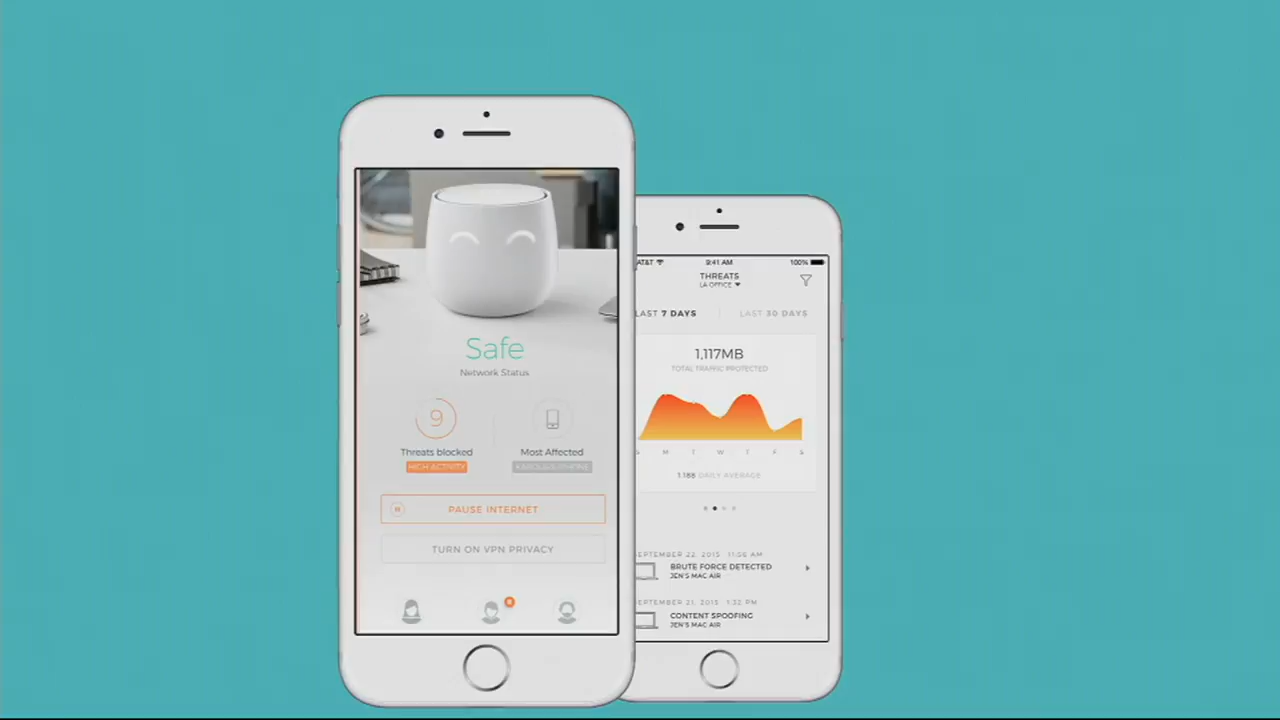 Safe
Network Status
9
Threats blocked
HIGH ACTIVITY
Most Affected
PAUSE INTERNET
TURN ON VPN PRIVACY
AT&T
9:41 AM
100%
THREATS
LA OFFICE
LAST 7 DAYS
LAST 30 DAYS
1,117MB
TOTAL TRAFFIC PROTECTED
S M T W T F S
1.188 DAILY AVERAGE
SEPTEMBER 22, 2015 11:56 AM
BRUTE FORCE DETECTED
JEN'S MAC AIR
SEPTEMBER 21, 2015 1:32 PM
CONTENT SPOOFING
JEN'S MAC AIR